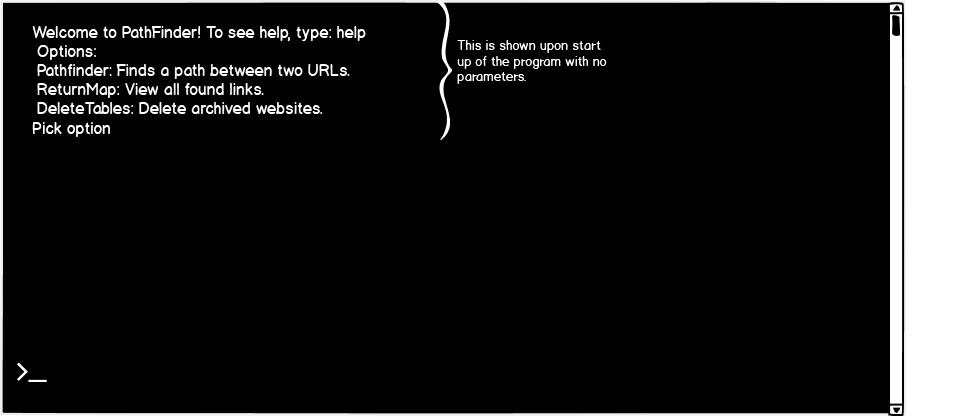 Welcome to PathFinder! To see help, type: help
Options:
Pathfinder: Finds a path between two URLs.
ReturnMap: View all found links.
DeleteTables: Delete archived websites.
Pick option
This is shown upon start
up of the program with no
parameters.
>_